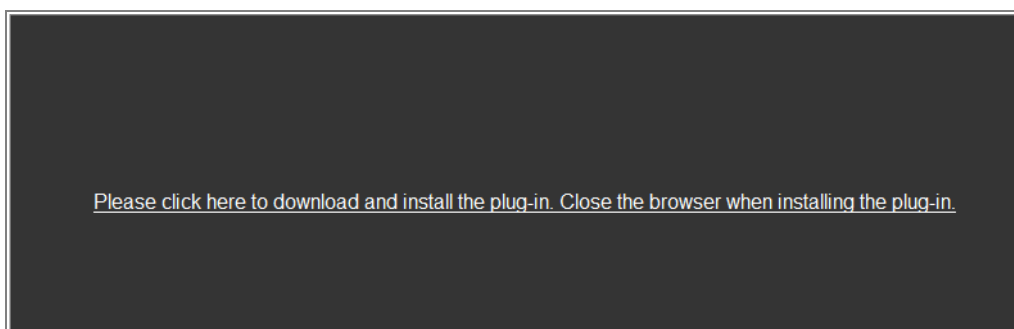 Please click here to download and install the plug-in. Close the browser when installing the plug-in.